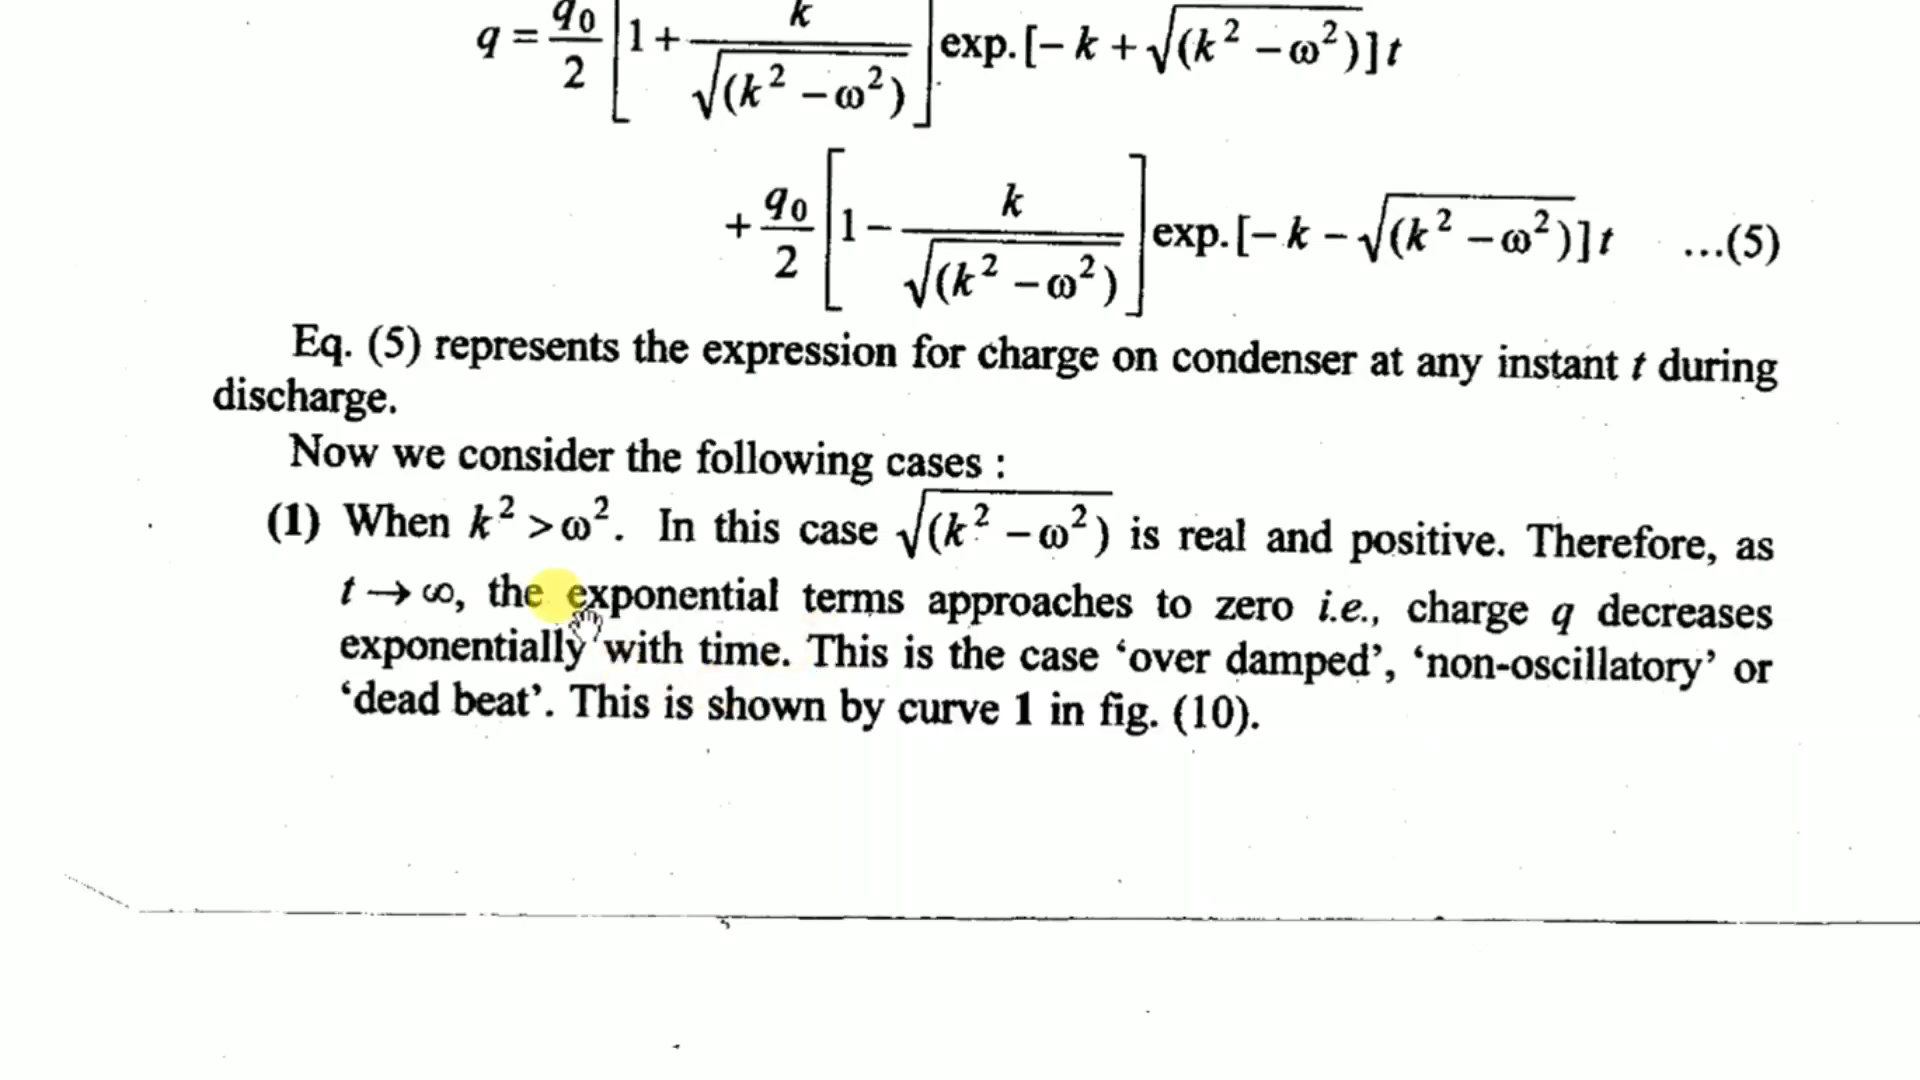 q = q₀/2 [1 + k/√(k² − ω²)] exp. [− k + √(k² − ω²)] t
+ q₀/2 [1 − k/√(k² − ω²)] exp. [− k − √(k² − ω²)] t ...(5)
Eq. (5) represents the expression for charge on condenser at any instant t during
discharge.
Now we consider the following cases :
(1) When k² > ω². In this case √(k² − ω²) is real and positive. Therefore, as
t → ∞, the exponential terms approaches to zero i.e., charge q decreases
exponentially with time. This is the case ‘over damped’, ‘non-oscillatory’ or
‘dead beat’. This is shown by curve 1 in fig. (10).